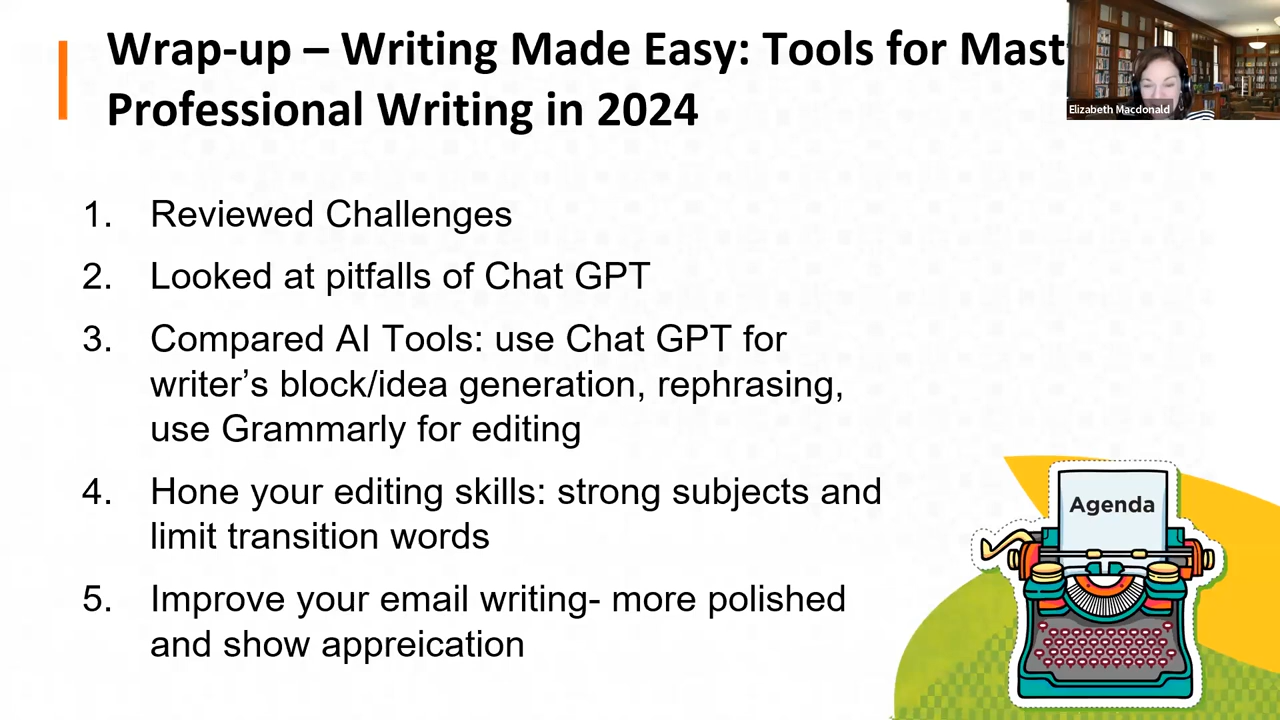 Wrap-up – Writing Made Easy: Tools for Mast
Professional Writing in 2024
Elizabeth Macdonald
1. Reviewed Challenges
2. Looked at pitfalls of Chat GPT
3. Compared AI Tools: use Chat GPT for
writer’s block/idea generation, rephrasing,
use Grammarly for editing
4. Hone your editing skills: strong subjects and
limit transition words
5. Improve your email writing- more polished
and show appreication
Agenda